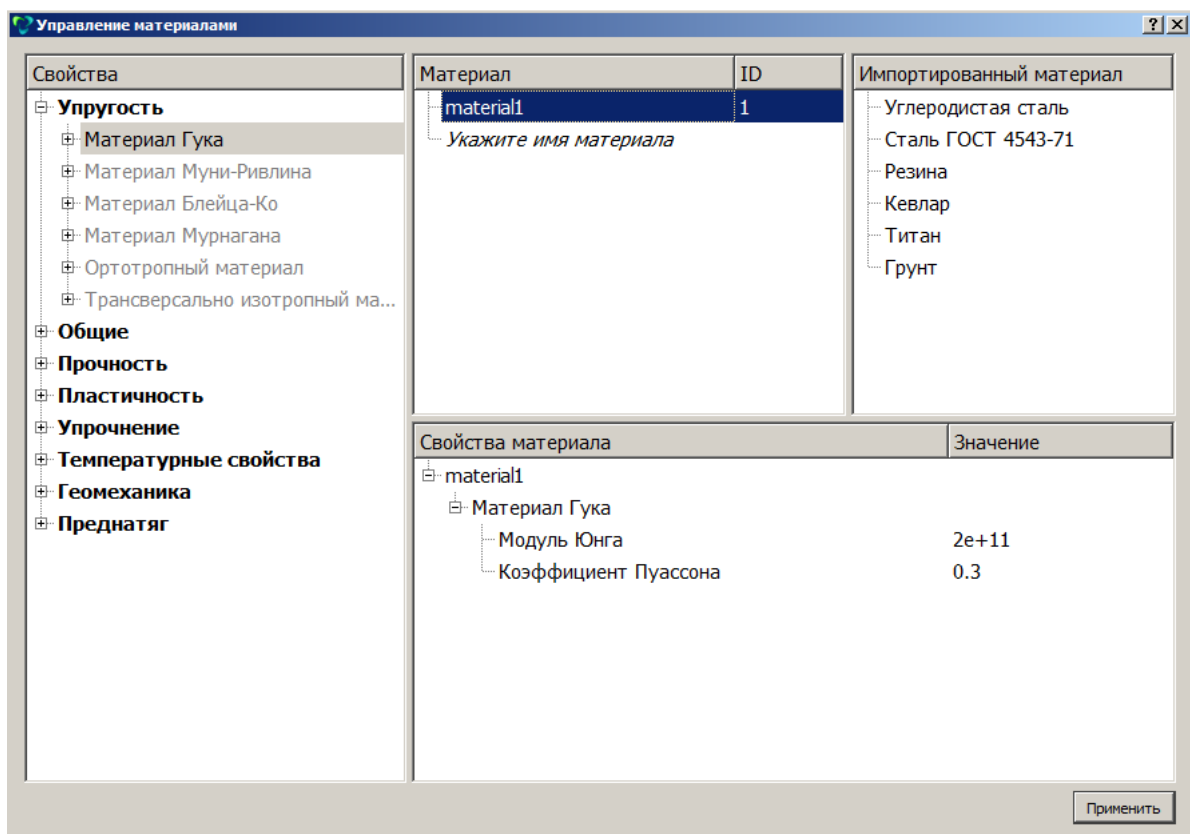 Управление материалами
Свойства
Упругость
Материал Гука
Материал Муни-Ривлина
Материал Блейца-Ко
Материал Мурнагана
Ортотропный материал
Трансверсально изотропный ма...
Общие
Прочность
Пластичность
Упрочнение
Температурные свойства
Геомеханика
Преднатяг
Материал ID
material1 1
Укажите имя материала
Импортированный материал
Углеродистая сталь
Сталь ГОСТ 4543-71
Резина
Кевлар
Титан
Грунт
Свойства материала Значение
material1
Материал Гука
Модуль Юнга 2e+11
Коэффициент Пуассона 0.3
Применить